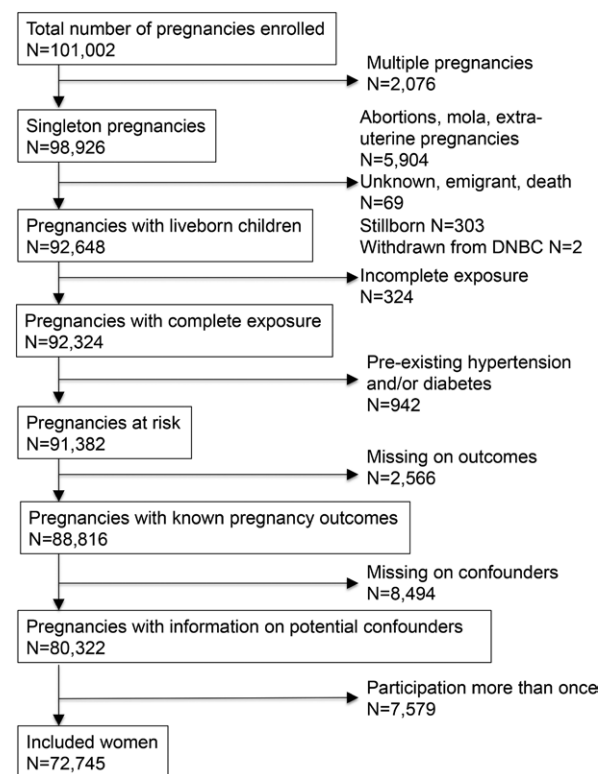 Total number of pregnancies enrolled
N=101,002
Multiple pregnancies
N=2,076
Singleton pregnancies
N=98,926
Abortions, mola, extra-
uterine pregnancies
N=5,904
Unknown, emigrant, death
N=69
Stillborn N=303
Withdrawn from DNBC N=2
Pregnancies with liveborn children
N=92,648
Incomplete exposure
N=324
Pregnancies with complete exposure
N=92,324
Pre-existing hypertension
and/or diabetes
N=942
Pregnancies at risk
N=91,382
Missing on outcomes
N=2,566
Pregnancies with known pregnancy outcomes
N=88,816
Missing on confounders
N=8,494
Pregnancies with information on potential confounders
N=80,322
Participation more than once
N=7,579
Included women
N=72,745